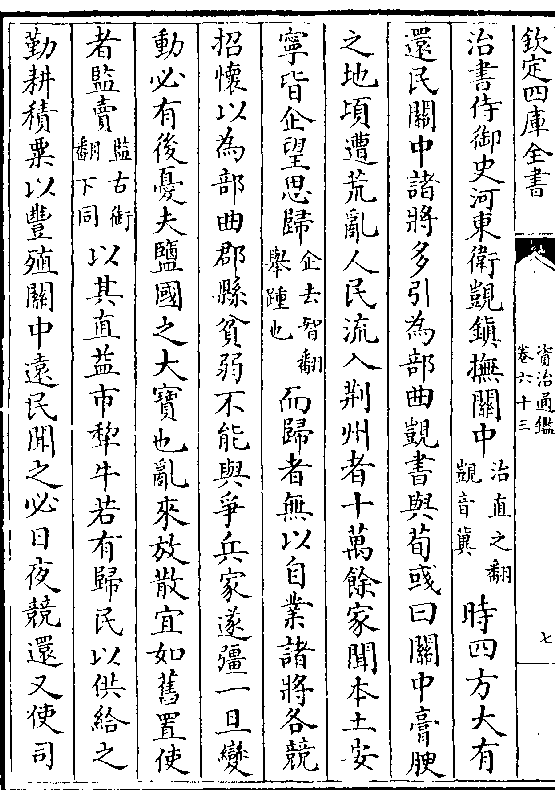 欽定四庫全書
資治通鑑
卷六十三
七
治書侍御史河東衛覬鎮撫關中治直之翻覬音冀時四方大有
還民關中諸將多引為部曲覬書與荀彧曰關中膏腴
之地頃遭荒亂人民流入荆州者十萬餘家聞本土安
寧皆企望思歸企去智翻舉踵也而歸者無以自業諸將各競
招懷以為部曲郡縣貧弱不能與爭兵家遂彊一旦變
動必有後憂夫鹽國之大寶也亂來放散宜如舊置使
者監賣監古銜翻下同以其直益市犂牛若有歸民以供給之
勤耕積粟以豐殖關中遠民聞之必日夜競還又使司